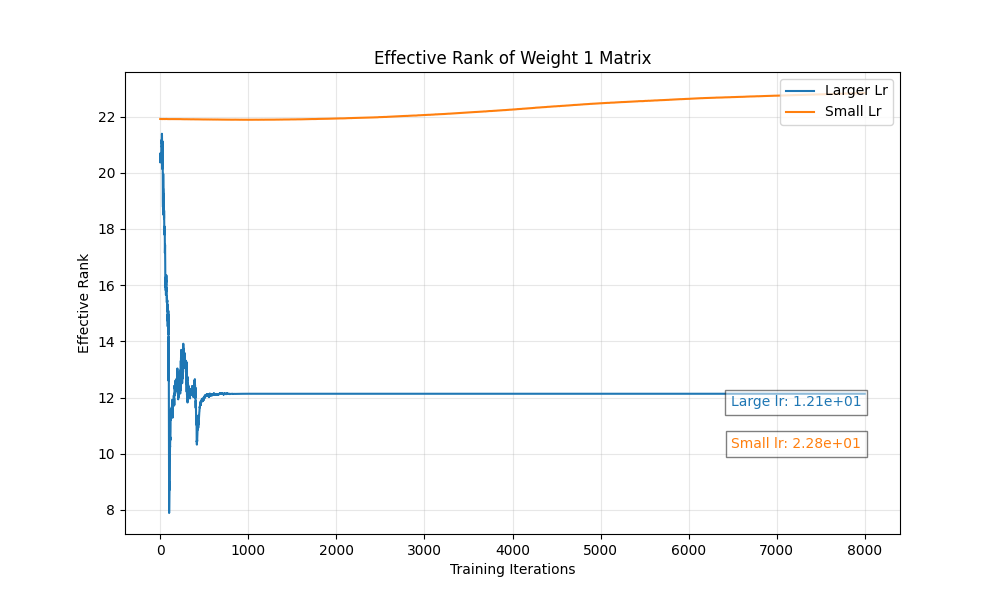 Effective Rank of Weight 1 Matrix
Larger Lr
Small Lr
22
20
18
16
14
12
10
8
Effective Rank
Large lr: 1.21e+01
Small lr: 2.28e+01
0
1000
2000
3000
4000
5000
6000
7000
8000
Training Iterations